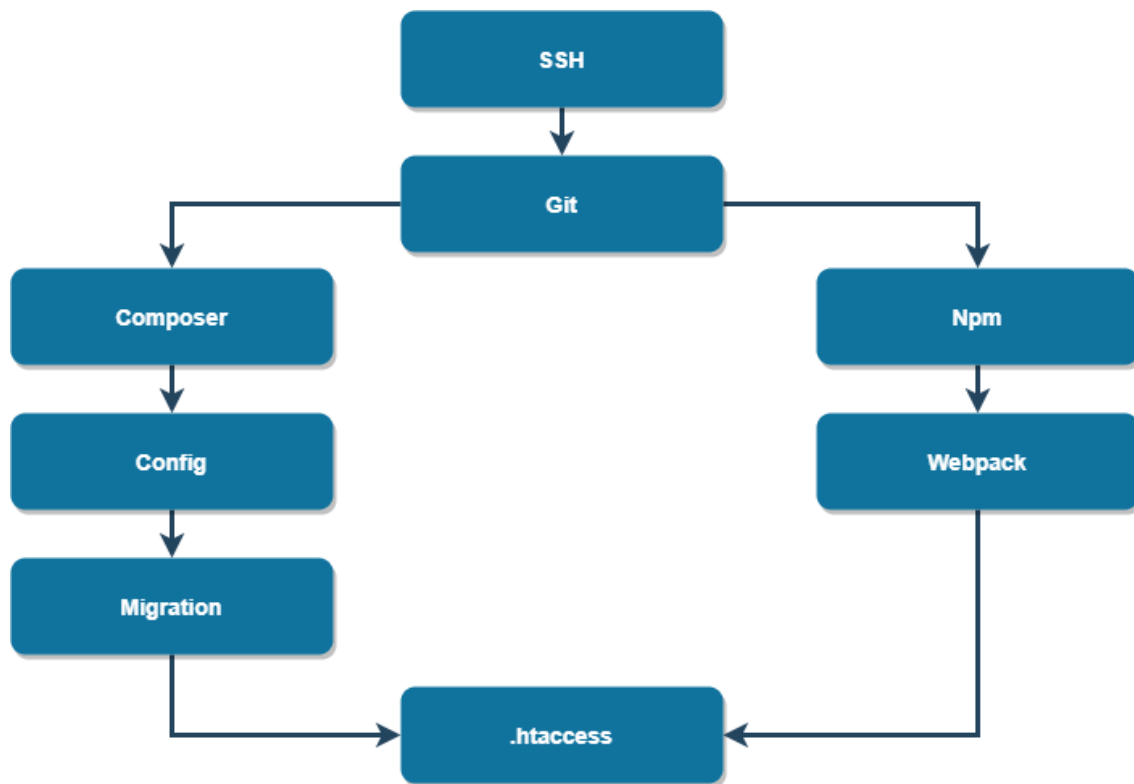 SSH
Git
Composer
Npm
Config
Webpack
Migration
.htaccess